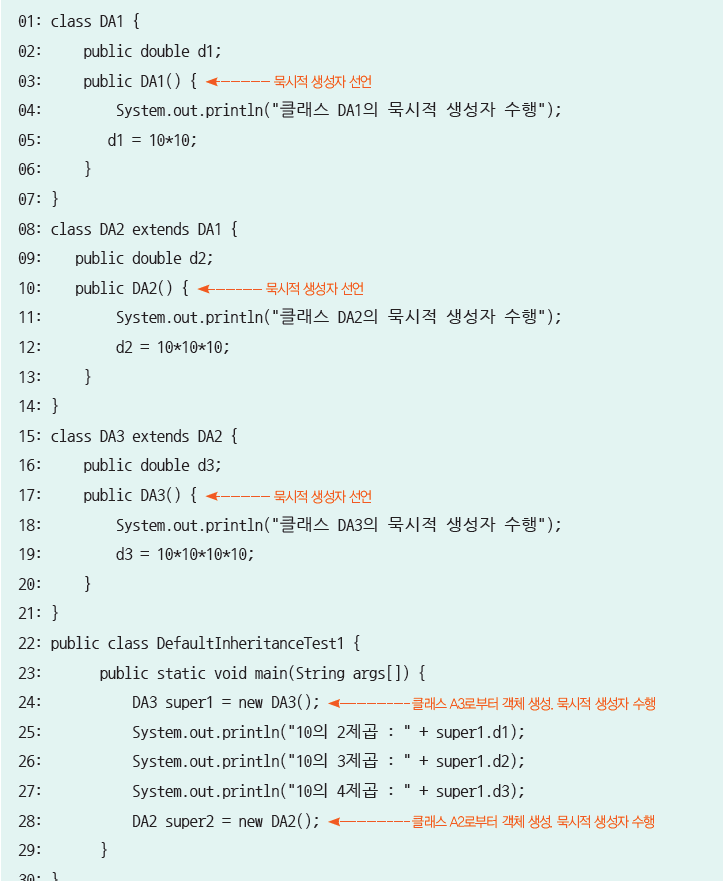 01: class DA1 {
02: public double d1;
03: public DA1() { 묵시적 생성자 선언
04: System.out.println("클래스 DA1의 묵시적 생성자 수행");
05: d1 = 10*10;
06: }
07: }
08: class DA2 extends DA1 {
09: public double d2;
10: public DA2() { 묵시적 생성자 선언
11: System.out.println("클래스 DA2의 묵시적 생성자 수행");
12: d2 = 10*10*10;
13: }
14: }
15: class DA3 extends DA2 {
16: public double d3;
17: public DA3() { 묵시적 생성자 선언
18: System.out.println("클래스 DA3의 묵시적 생성자 수행");
19: d3 = 10*10*10*10;
20: }
21: }
22: public class DefaultInheritanceTest1 {
23: public static void main(String args[]) {
24: DA3 super1 = new DA3(); 클래스 A3로부터 객체 생성. 묵시적 생성자 수행
25: System.out.println("10의 2제곱 : " + super1.d1);
26: System.out.println("10의 3제곱 : " + super1.d2);
27: System.out.println("10의 4제곱 : " + super1.d3);
28: DA2 super2 = new DA2(); 클래스 A2로부터 객체 생성. 묵시적 생성자 수행
29: }
30: }